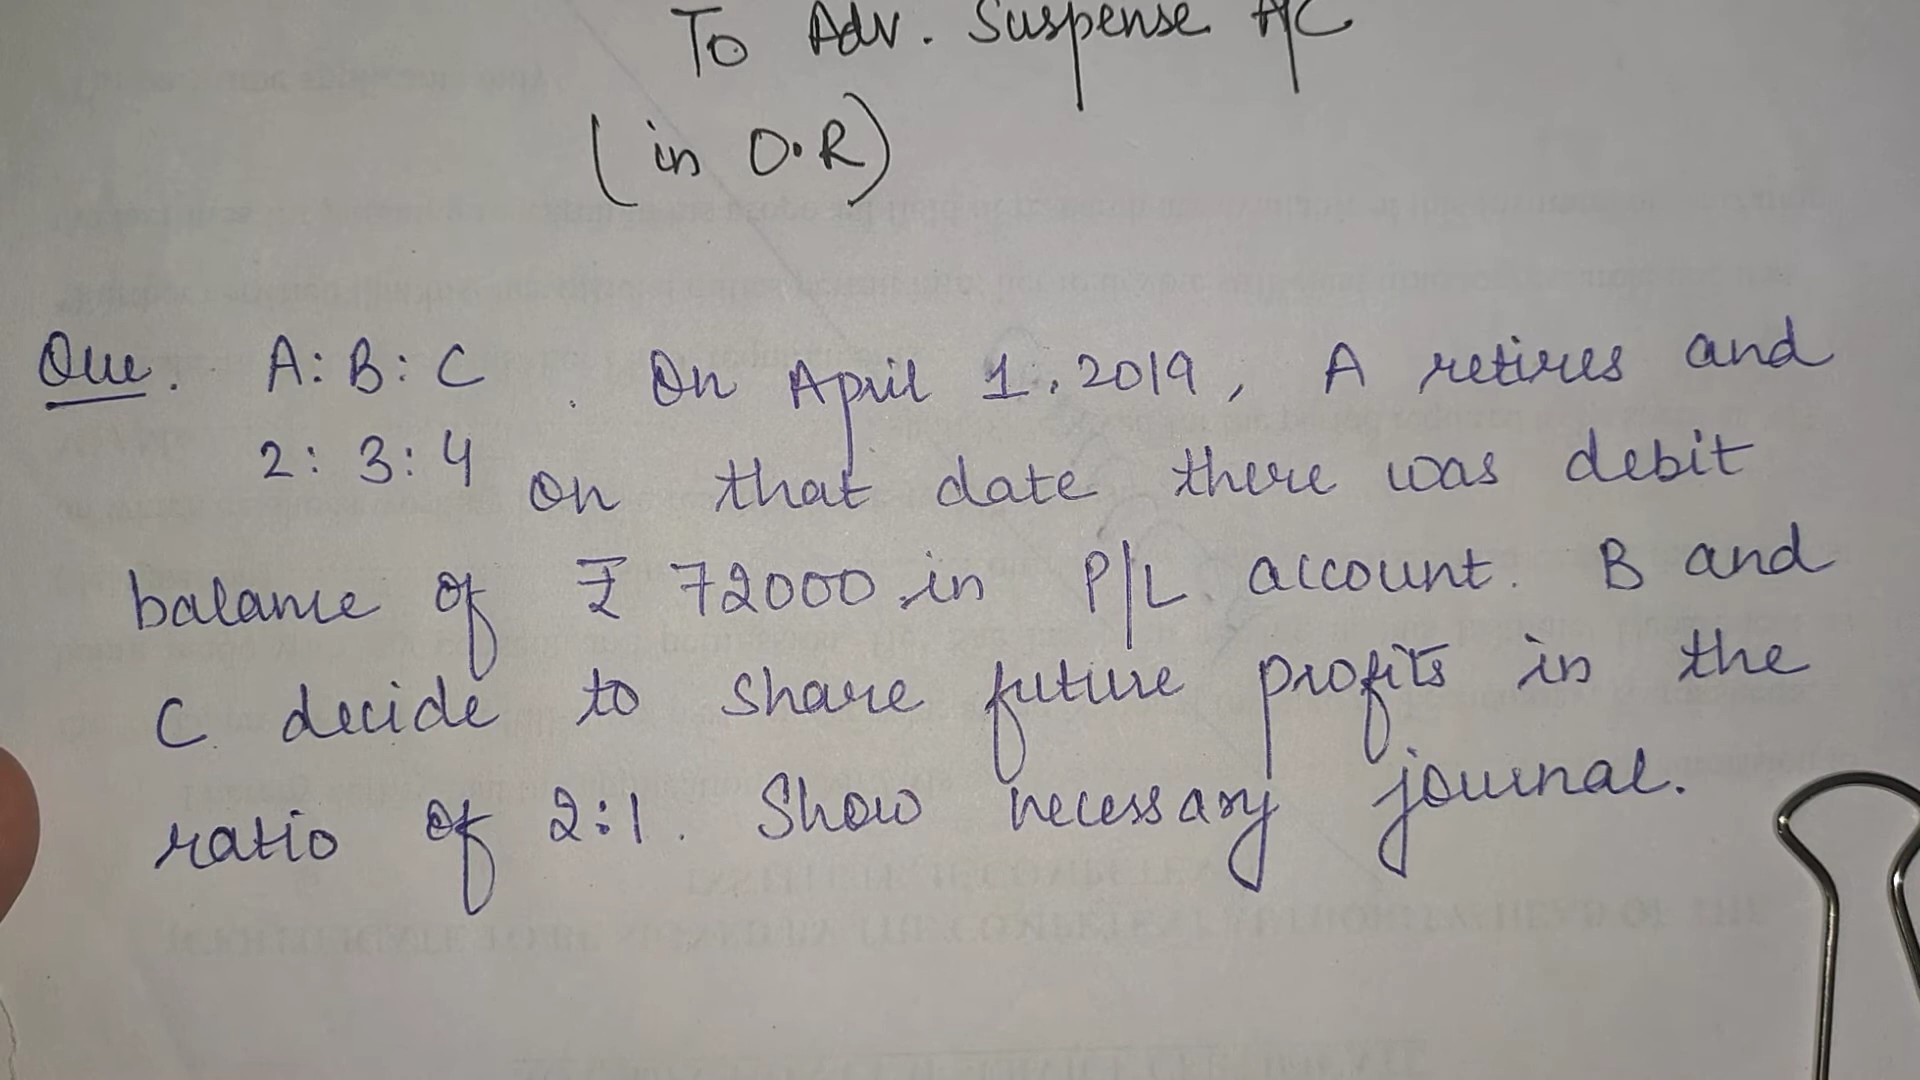 To Adv. Suspense A/C
(in O.R)
Que. A:B:C. On April 1, 2019, A retires and
2:3:4 on that date there was debit
balance of ₹ 72000 in P/L account. B and
C decide to share future profits in the
ratio of 2:1. Show necessary journal.